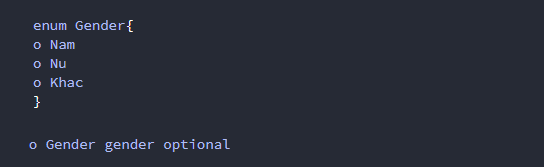 enum Gender{
o Nam
o Nu
o Khac
}
o Gender gender optional